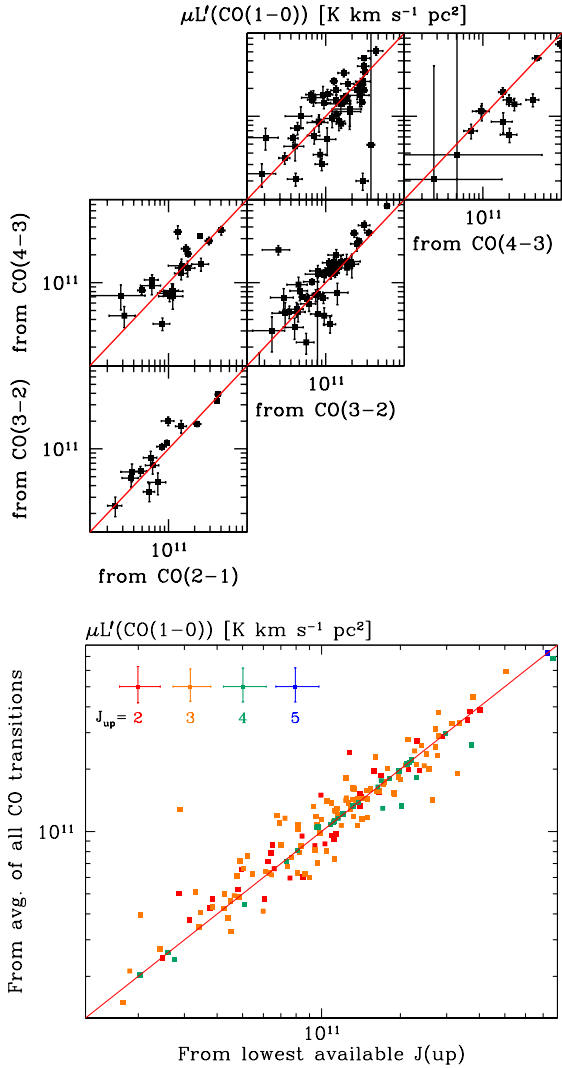 μL′(CO(1−0)) [K km s⁻¹ pc²]
10¹¹
from CO(4−3)
from CO(4−3)
10¹¹
10¹¹
from CO(3−2)
from CO(3−2)
10¹¹
10¹¹
from CO(2−1)
μL′(CO(1−0)) [K km s⁻¹ pc²]
J_up= 2 3 4 5
From avg. of all CO transitions
10¹¹
10¹¹
From lowest available J(up)